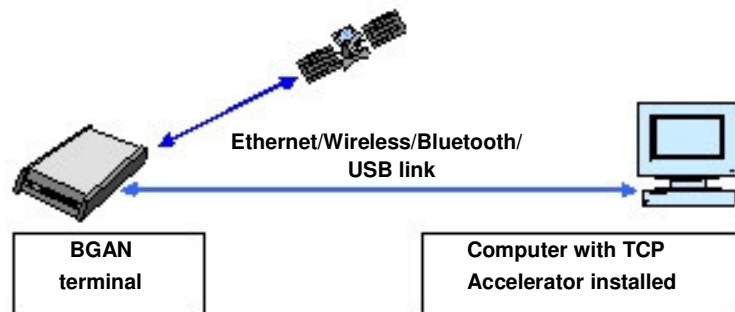 Ethernet/Wireless/Bluetooth/
USB link
BGAN
terminal
Computer with TCP
Accelerator installed